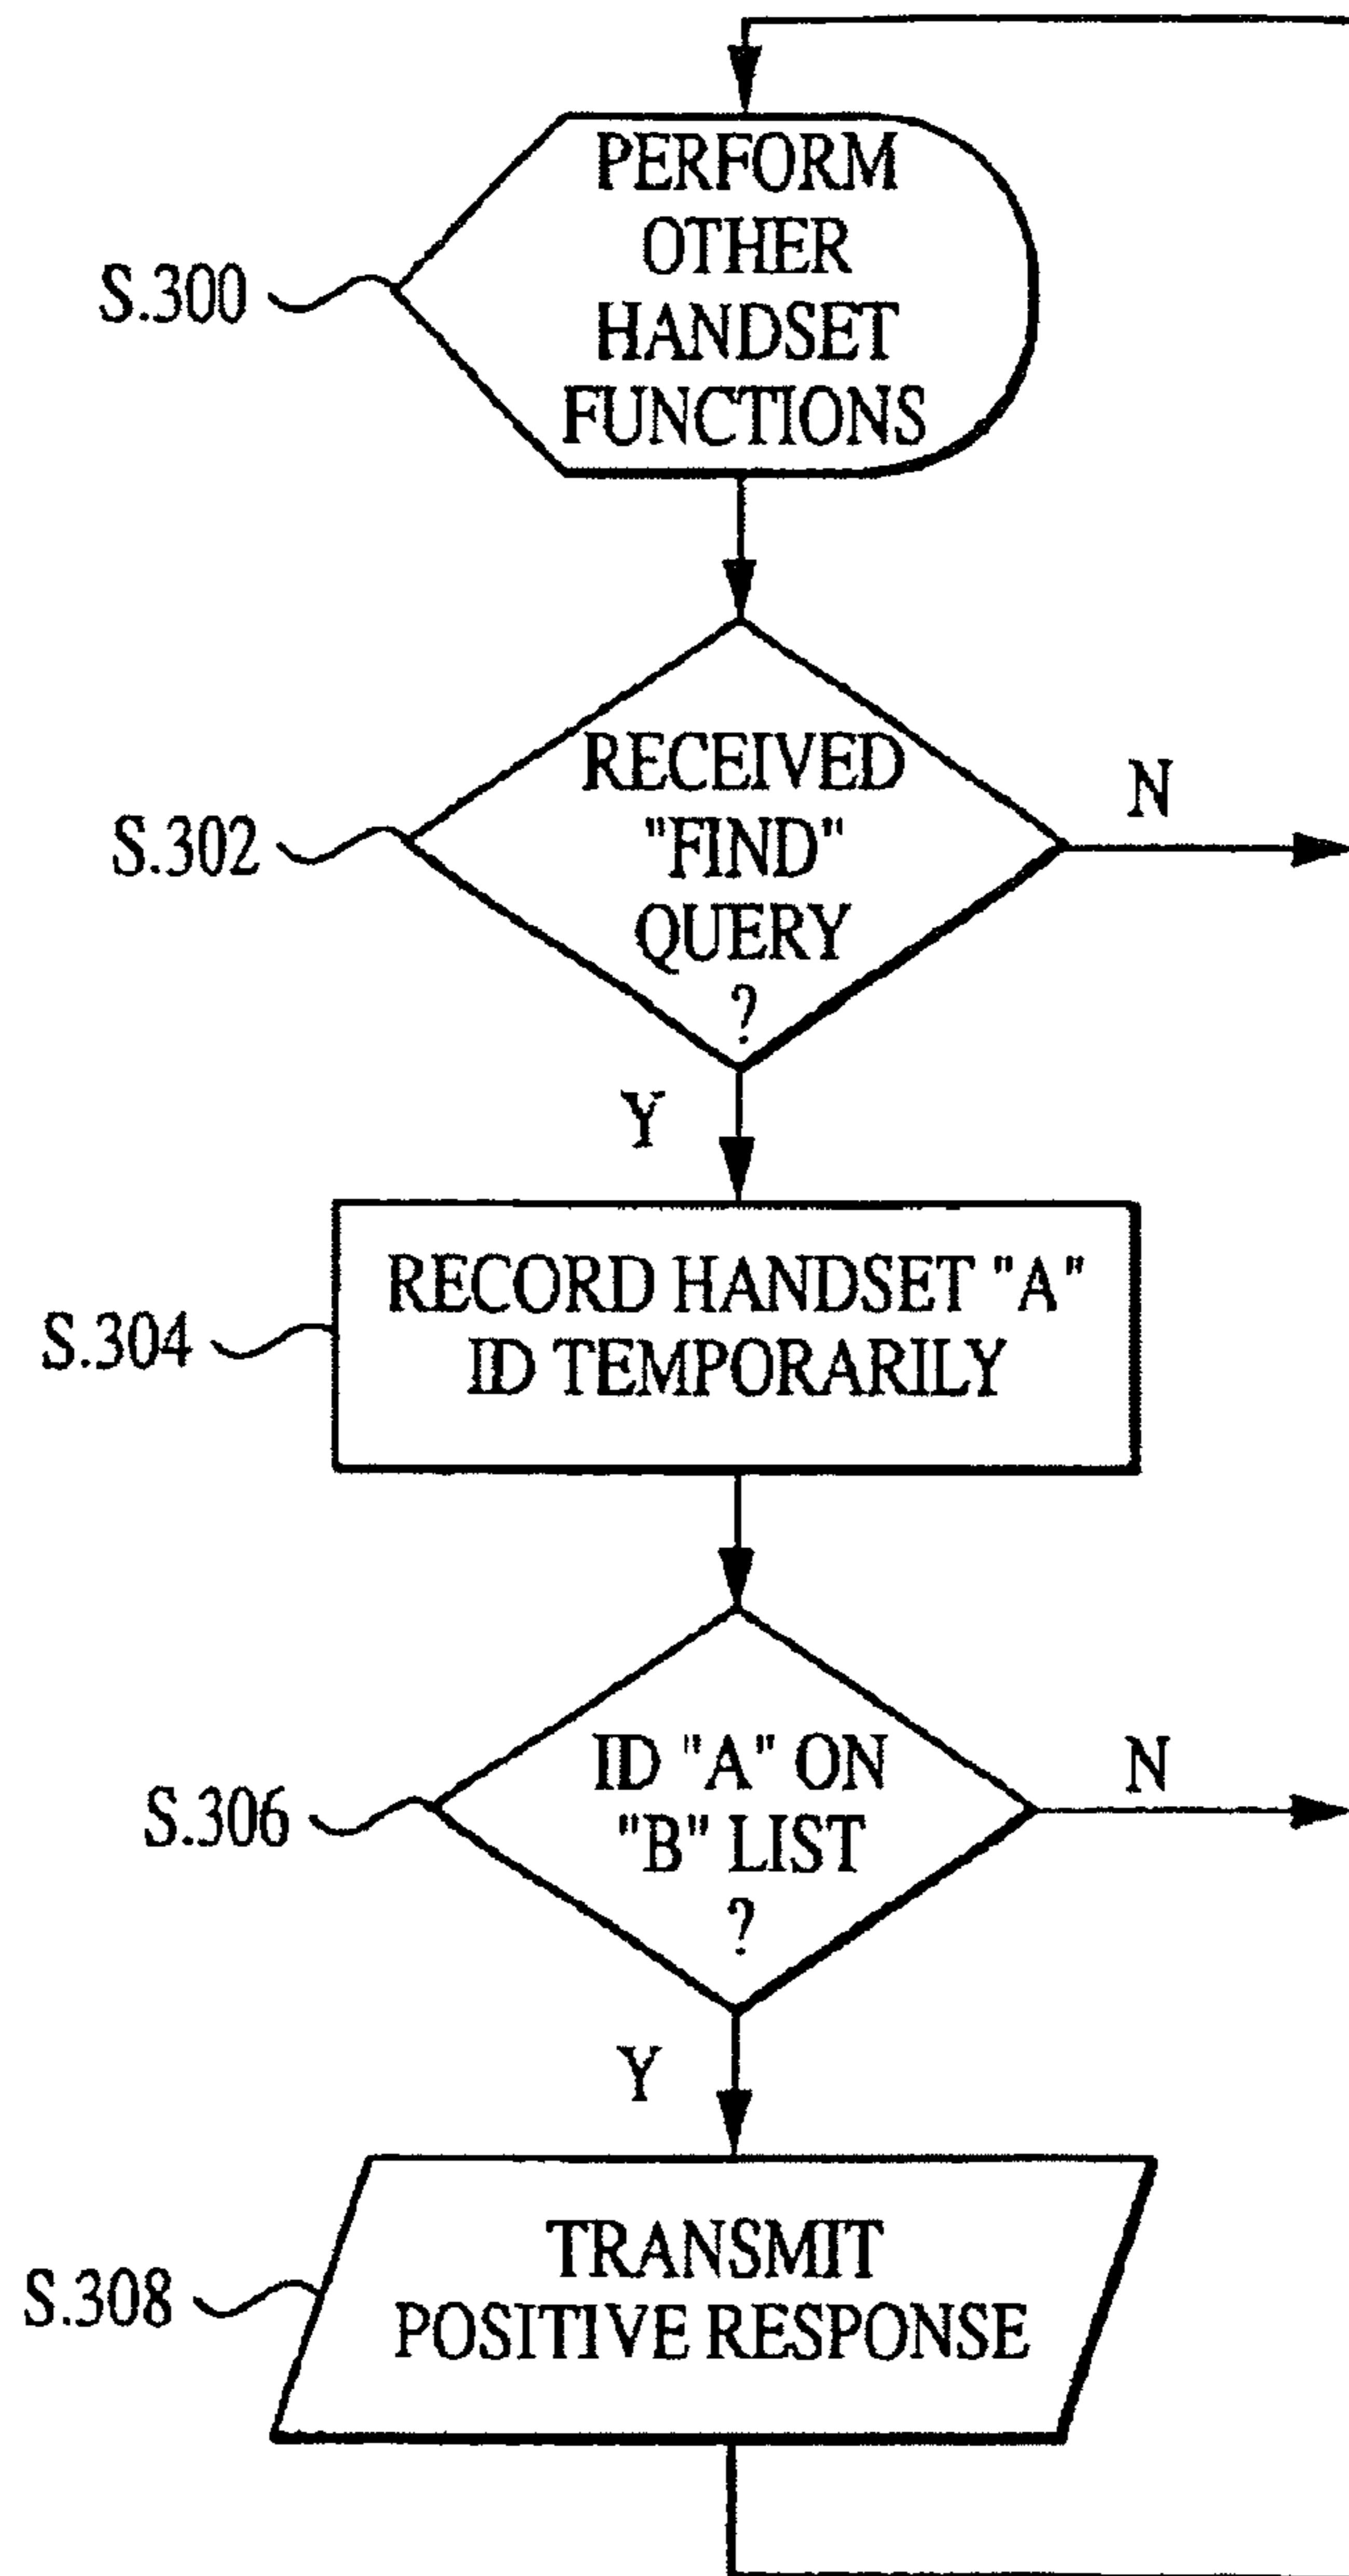 PERFORM
OTHER
HANDSET
FUNCTIONS
S.300
RECEIVED
"FIND"
QUERY
?
S.302
N
Y
RECORD HANDSET "A"
ID TEMPORARILY
S.304
ID "A" ON
"B" LIST
?
S.306
N
Y
TRANSMIT
POSITIVE RESPONSE
S.308